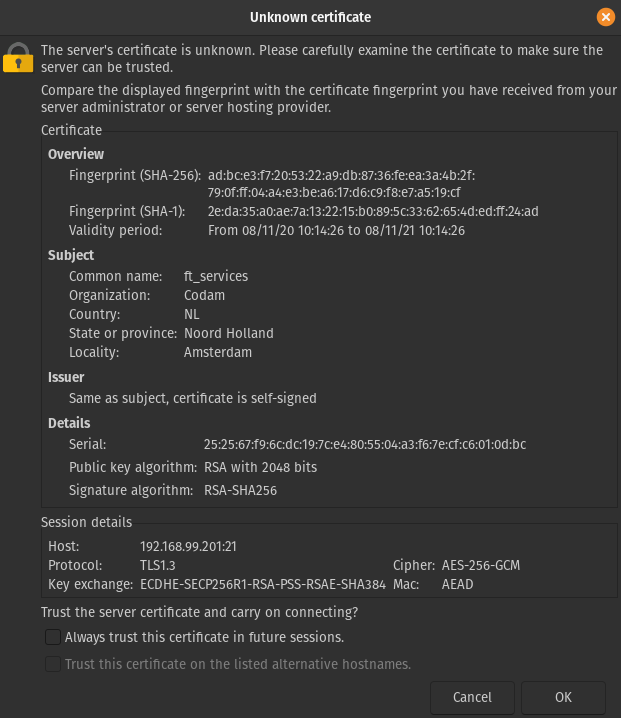 Unknown certificate
The server's certificate is unknown. Please carefully examine the certificate to make sure the
server can be trusted.
Compare the displayed fingerprint with the certificate fingerprint you have received from your
server administrator or server hosting provider.
Certificate
Overview
Fingerprint (SHA-256): ad:bc:e3:f7:20:53:22:a9:db:87:36:fe:ea:3a:4b:2f:
79:0f:ff:04:a4:e3:be:a6:17:d6:c9:f8:e7:a5:19:cf
Fingerprint (SHA-1): 2e:da:35:a0:ae:7a:13:22:15:b0:89:5c:33:62:65:4d:ed:ff:24:ad
Validity period: From 08/11/20 10:14:26 to 08/11/21 10:14:26
Subject
Common name: ft_services
Organization: Codam
Country: NL
State or province: Noord Holland
Locality: Amsterdam
Issuer
Same as subject, certificate is self-signed
Details
Serial: 25:25:67:f9:6c:dc:19:7c:e4:80:55:04:a3:f6:7e:cf:c6:01:0d:bc
Public key algorithm: RSA with 2048 bits
Signature algorithm: RSA-SHA256
Session details
Host: 192.168.99.201:21
Protocol: TLS1.3 Cipher: AES-256-GCM
Key exchange: ECDHE-SECP256R1-RSA-PSS-RSAE-SHA384 Mac: AEAD
Trust the server certificate and carry on connecting?
Always trust this certificate in future sessions.
Trust this certificate on the listed alternative hostnames.
Cancel OK